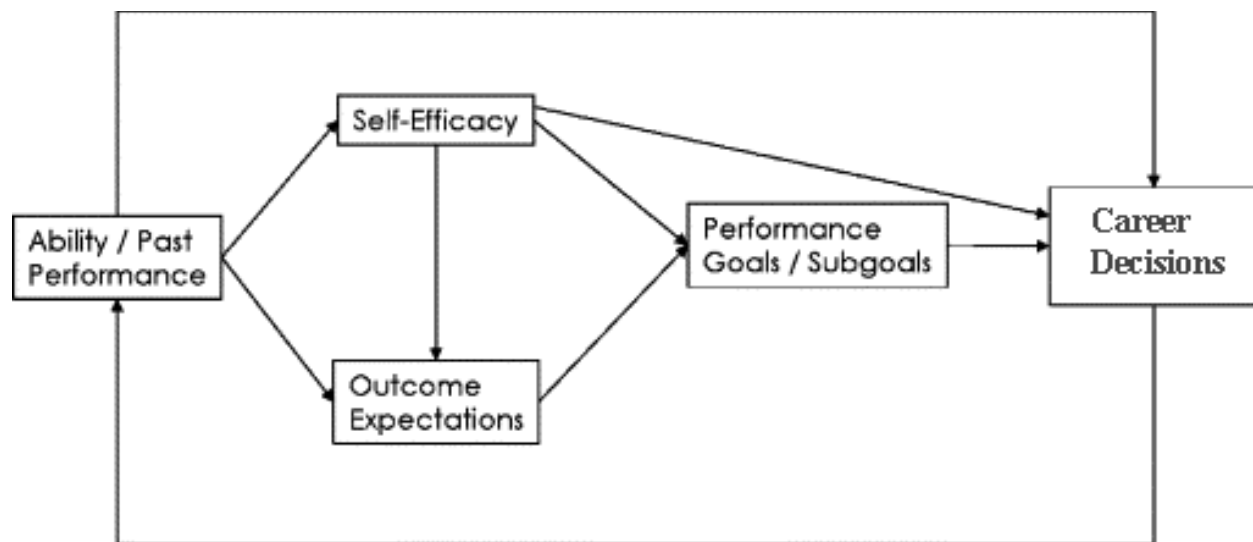 Self-Efficacy
Ability / Past
Performance
Performance
Goals / Subgoals
Career
Decisions
Outcome
Expectations